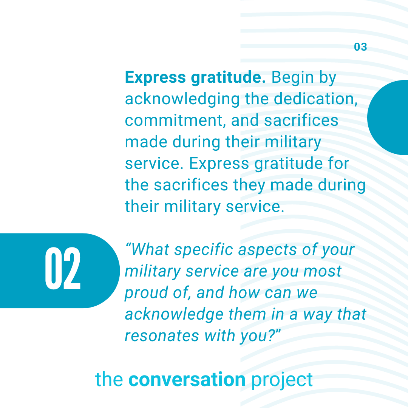 03
Express gratitude. Begin by
acknowledging the dedication,
commitment, and sacrifices
made during their military
service. Express gratitude for
the sacrifices they made during
their military service.
02
“What specific aspects of your
military service are you most
proud of, and how can we
acknowledge them in a way that
resonates with you?”
the conversation project